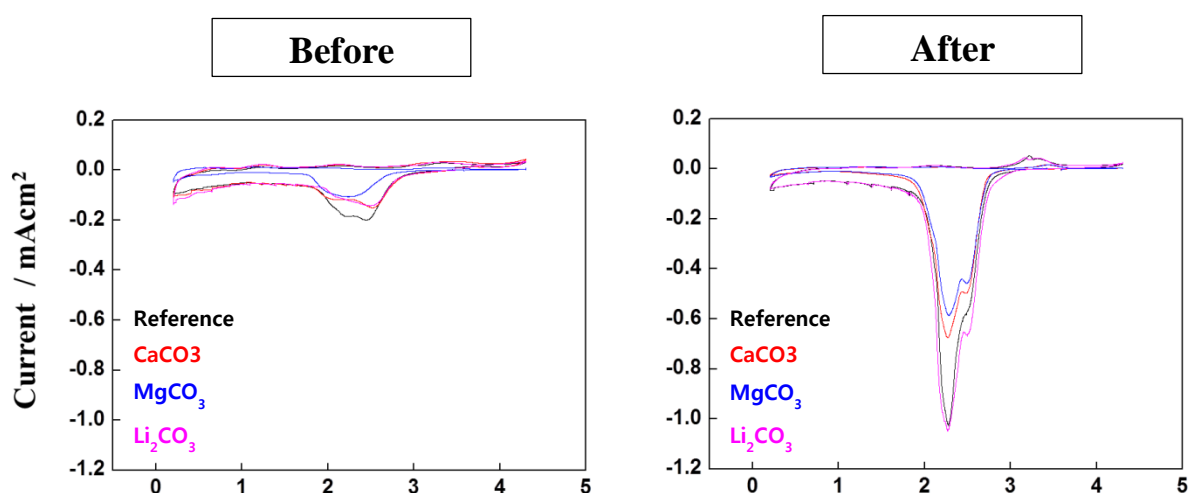 Before
After
Current / mAcm²
0.2
0.0
-0.2
-0.4
-0.6
-0.8
-1.0
-1.2
Reference
CaCO3
MgCO₃
Li₂CO₃
0 1 2 3 4 5
0.2
0.0
-0.2
-0.4
-0.6
-0.8
-1.0
-1.2
Reference
CaCO3
MgCO₃
Li₂CO₃
0 1 2 3 4 5